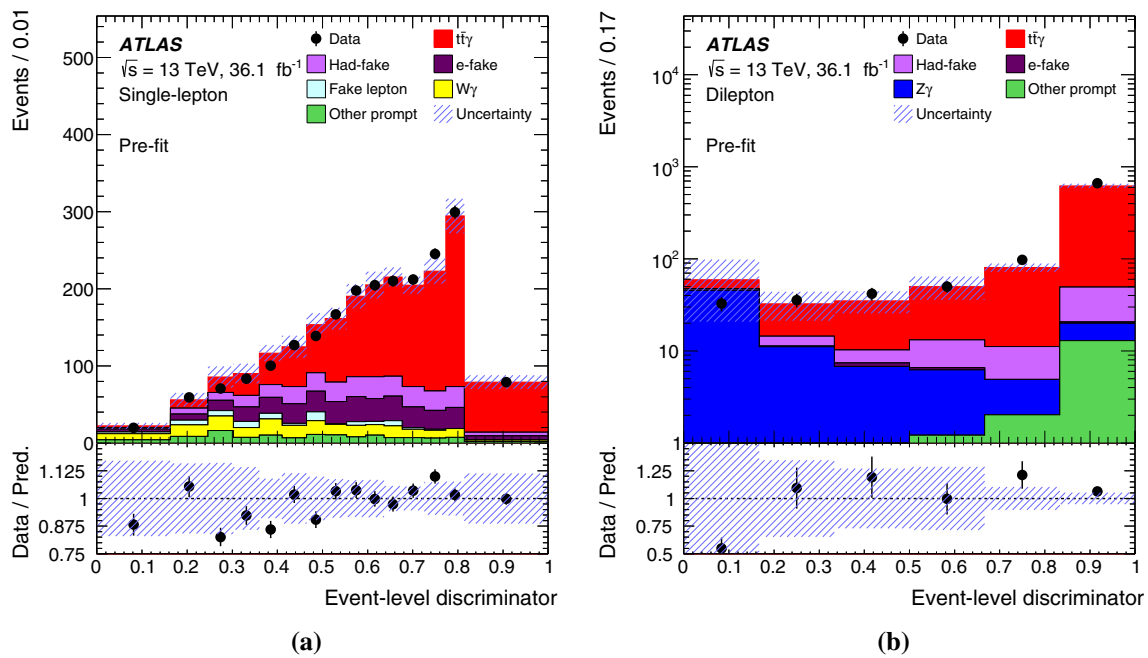 Events / 0.01
500
400
300
200
100
0
ATLAS
√s = 13 TeV, 36.1 fb⁻¹
Single-lepton
Pre-fit
Data
tt̄γ
Had-fake
e-fake
Fake lepton
Wγ
Other prompt
Uncertainty
Data / Pred.
1.125
1
0.875
0.75
0 0.1 0.2 0.3 0.4 0.5 0.6 0.7 0.8 0.9 1
Event-level discriminator
(a)
Events / 0.17
10⁴
10³
10²
10
1
ATLAS
√s = 13 TeV, 36.1 fb⁻¹
Dilepton
Pre-fit
Data
tt̄γ
Had-fake
e-fake
Zγ
Other prompt
Uncertainty
Data / Pred.
1.25
1
0.75
0.5
0 0.1 0.2 0.3 0.4 0.5 0.6 0.7 0.8 0.9 1
Event-level discriminator
(b)